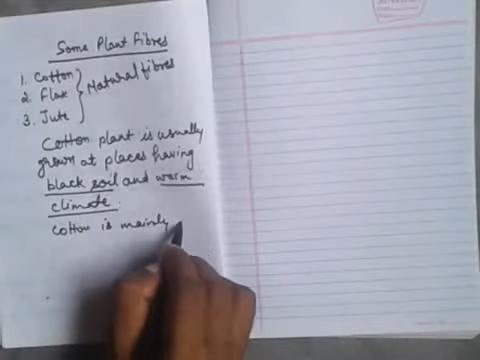 Some Plant Fibres
1. Cotton
2. Flax
3. Jute
Natural fibres
Cotton plant is usually
grown at places having
black soil and warm
climate.
Cotton is mainly